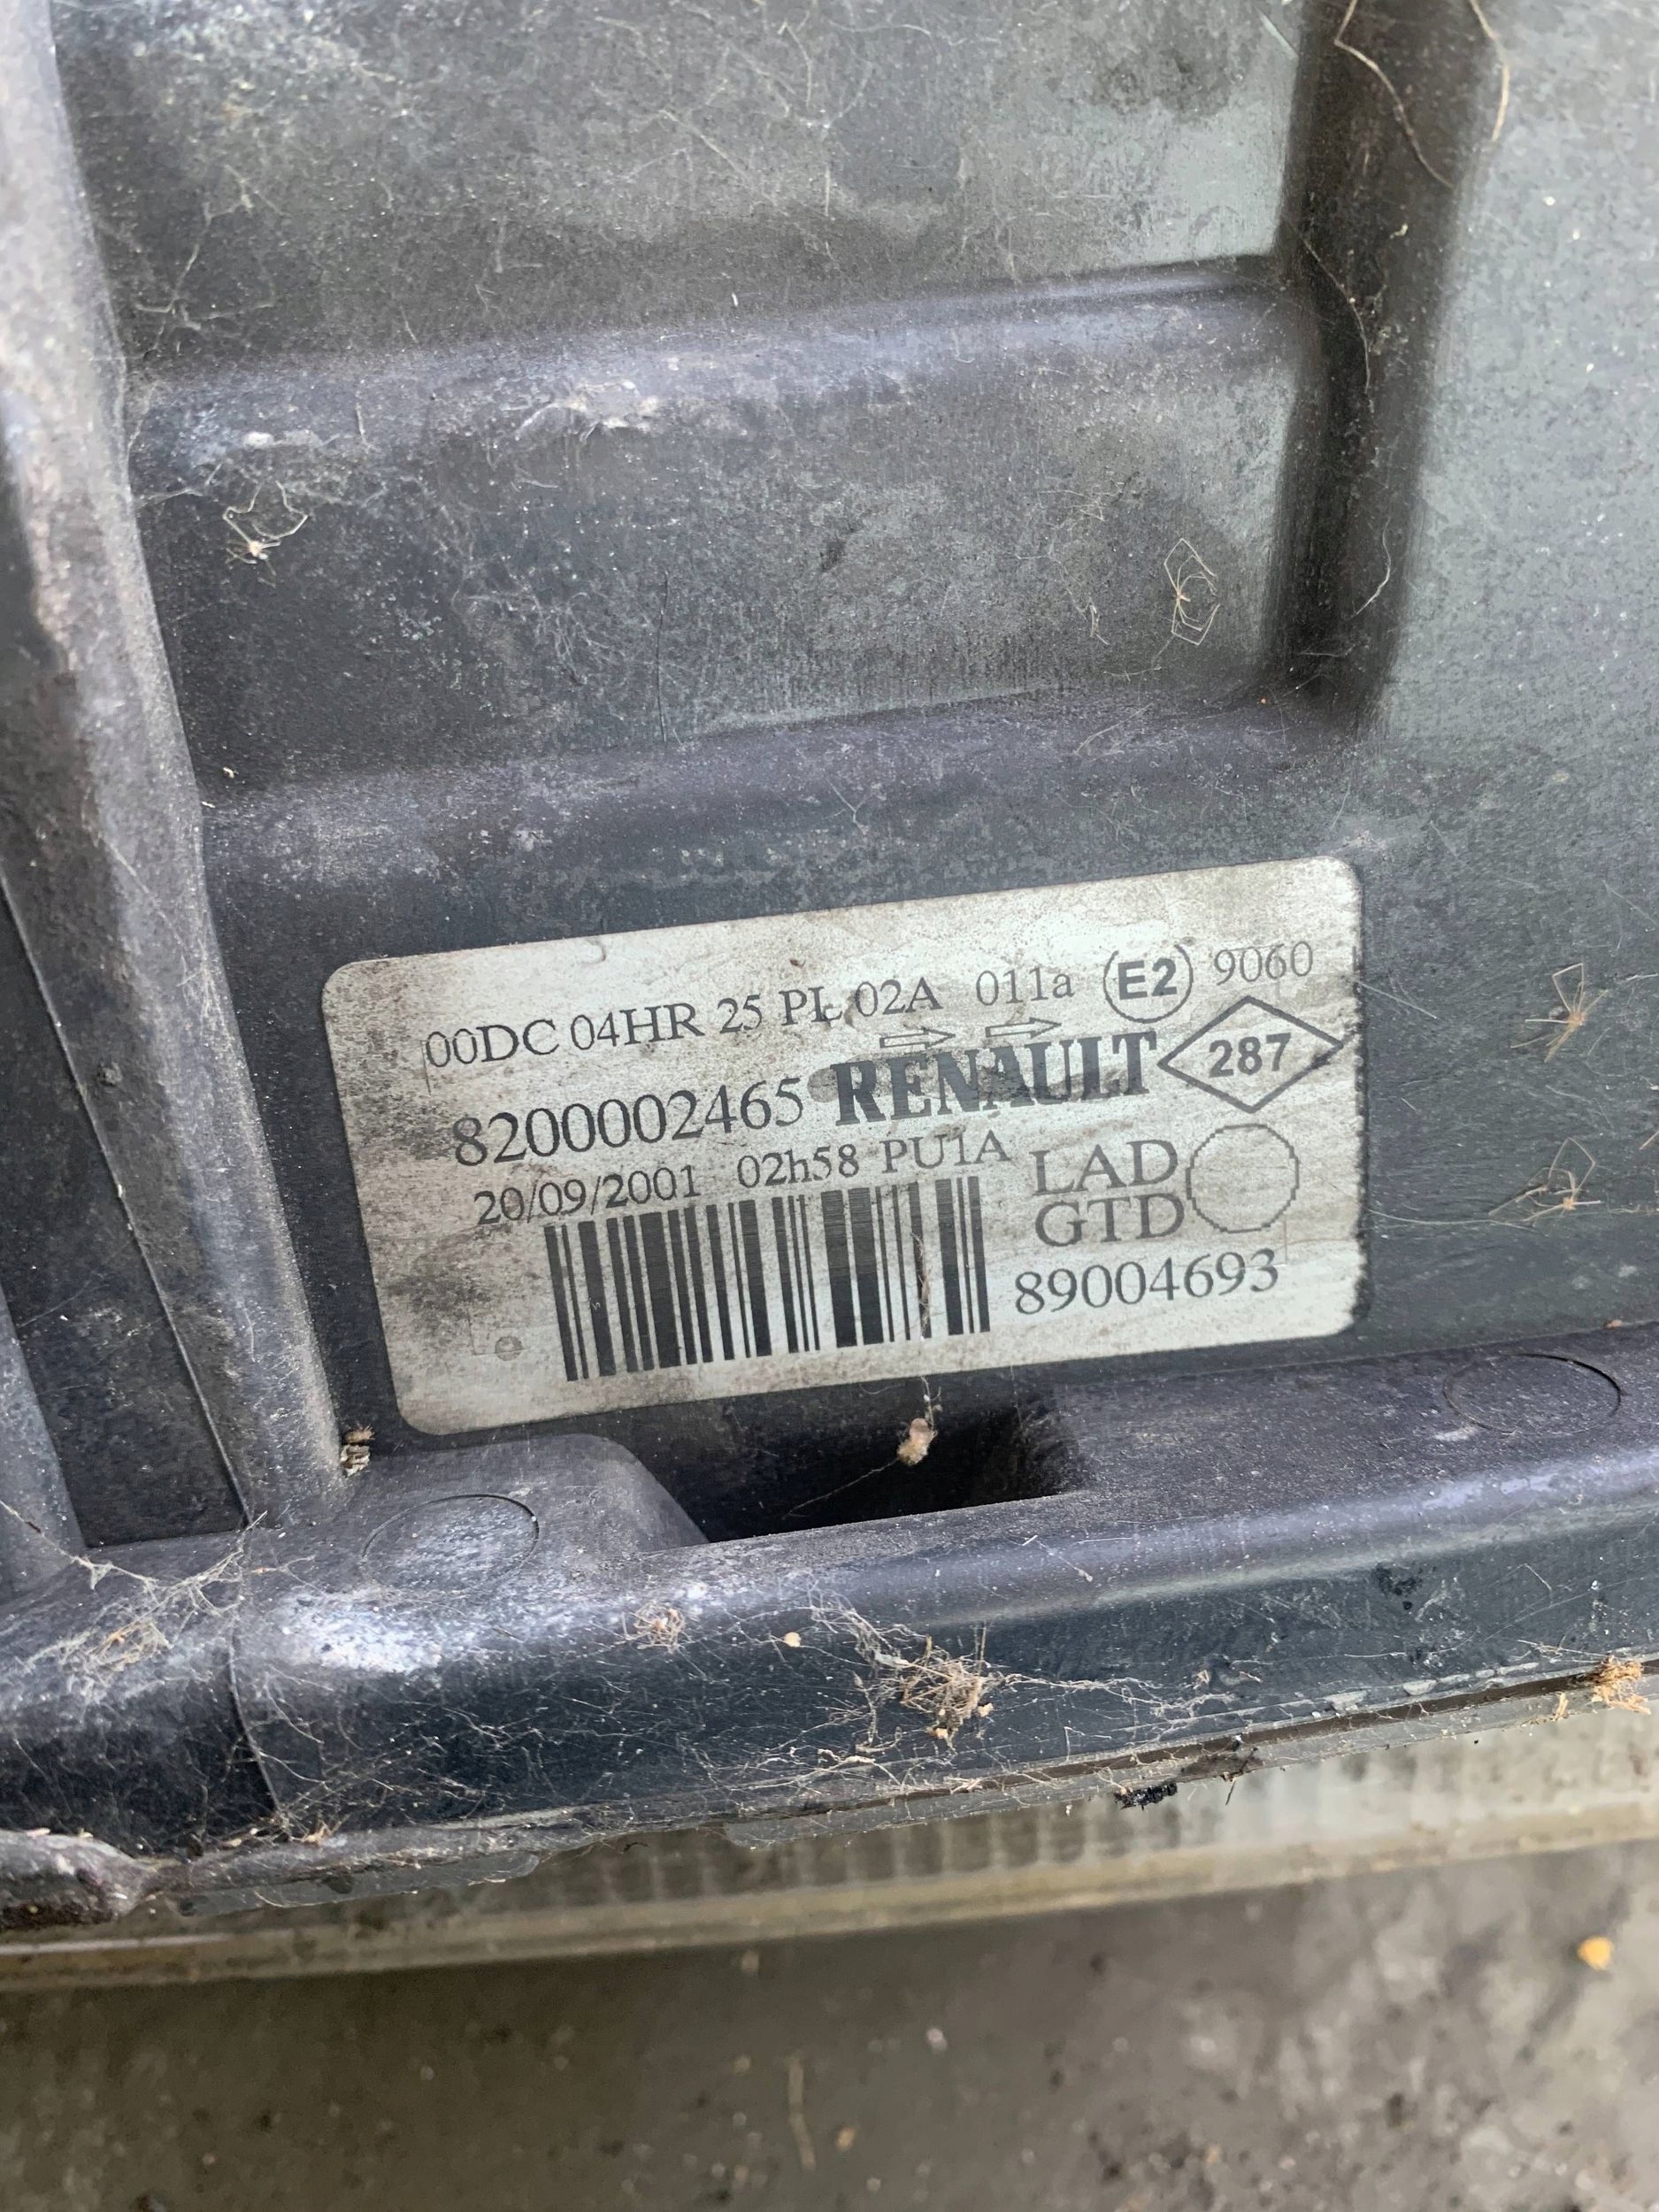 00DC 04HR 25 PL 02A 011a E2 9060
8200002465 RENAULT 287
20/09/2001 02h58 PU1A LAD
GTD
89004693